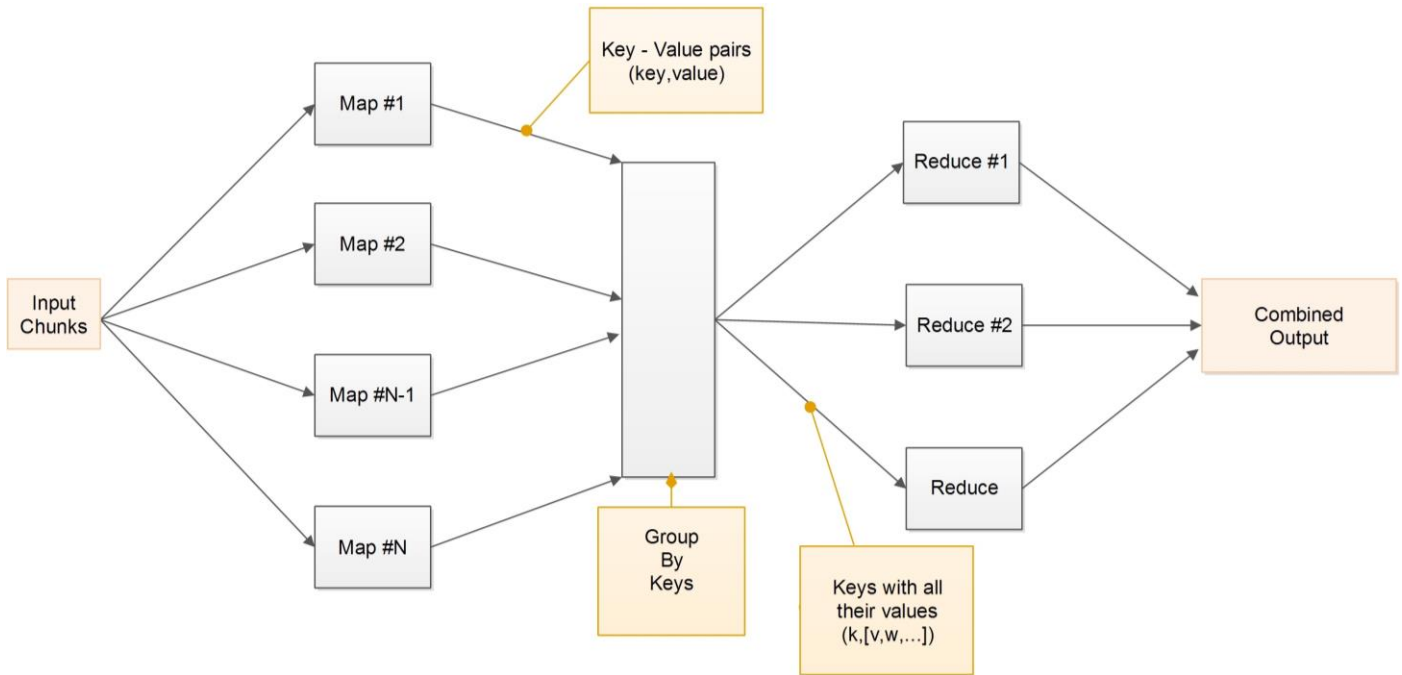 Input
Chunks
Map #1
Map #2
Map #N-1
Map #N
Key - Value pairs
(key,value)
Group
By
Keys
Keys with all
their values
(k,[v,w,...])
Reduce #1
Reduce #2
Reduce
Combined
Output